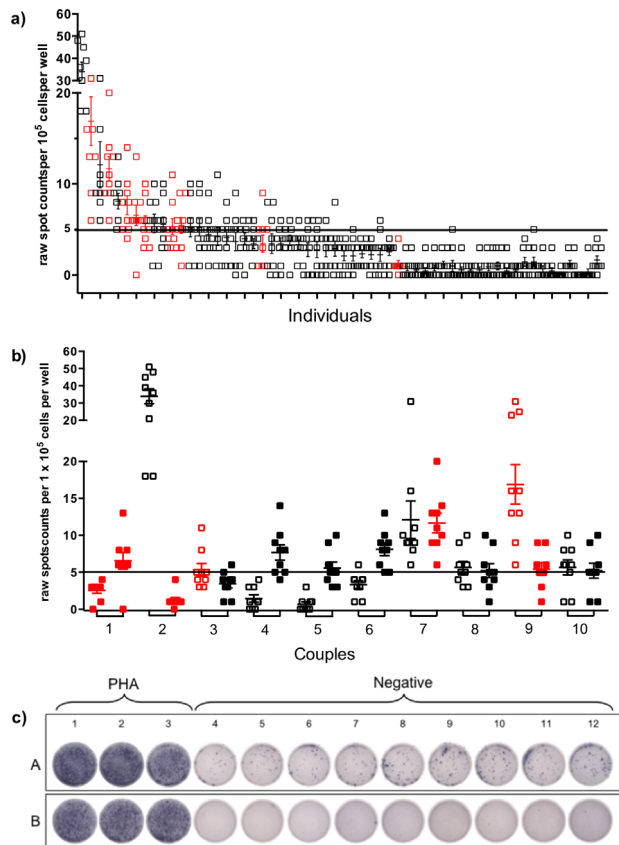 a)
60
50
40
30
20
10
5
0
raw spot countsper 10⁵ cellsper well
Individuals
b)
60
50
40
30
20
15
10
5
0
raw spotscounts per 1 x 10⁵ cells per well
1 2 3 4 5 6 7 8 9 10
Couples
PHA Negative
c)
1 2 3 4 5 6 7 8 9 10 11 12
A
B